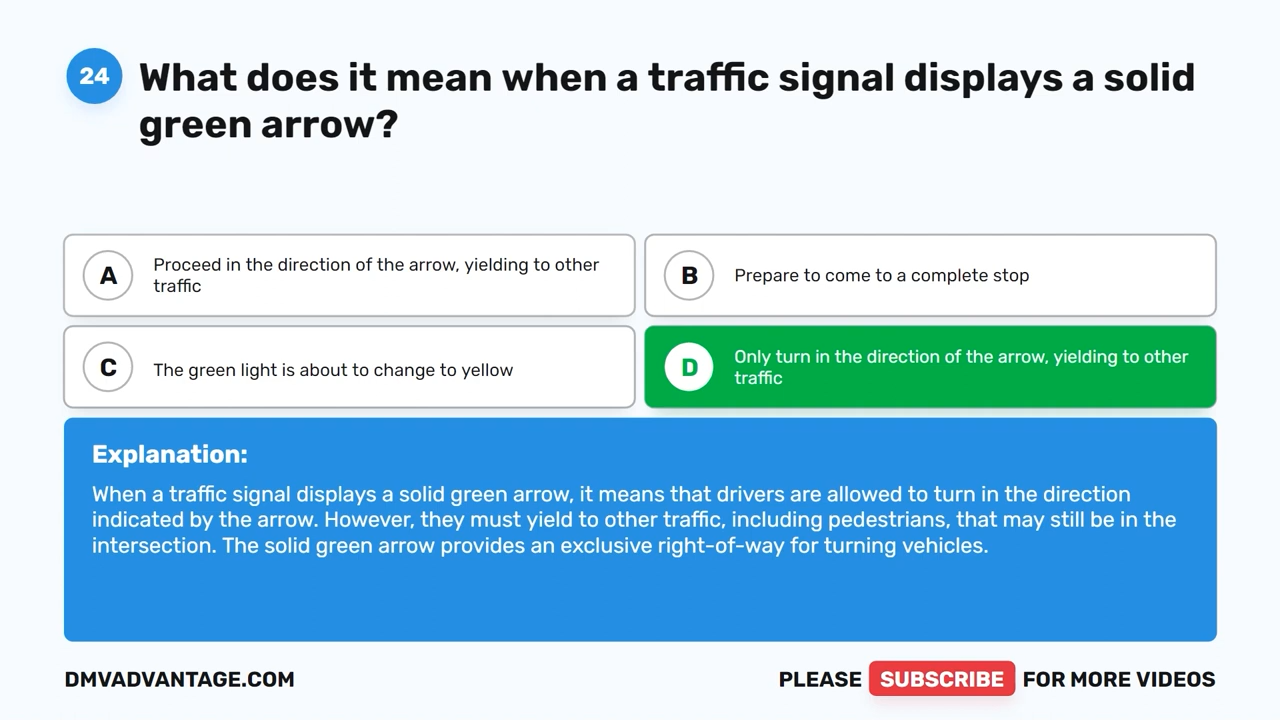 24
What does it mean when a traffic signal displays a solid
green arrow?
A
Proceed in the direction of the arrow, yielding to other
traffic
B
Prepare to come to a complete stop
C
The green light is about to change to yellow
D
Only turn in the direction of the arrow, yielding to other
traffic
Explanation:
When a traffic signal displays a solid green arrow, it means that drivers are allowed to turn in the direction
indicated by the arrow. However, they must yield to other traffic, including pedestrians, that may still be in the
intersection. The solid green arrow provides an exclusive right-of-way for turning vehicles.
DMVADVANTAGE.COM
PLEASE SUBSCRIBE FOR MORE VIDEOS